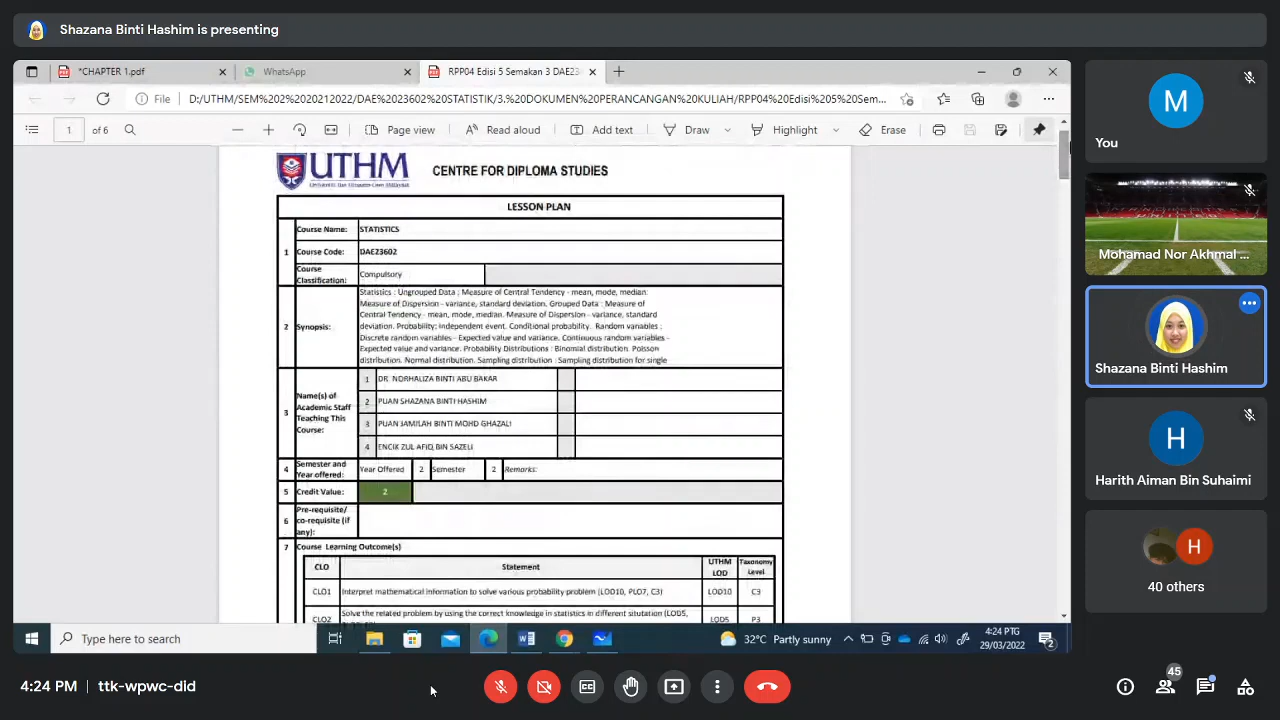 Shazana Binti Hashim is presenting
*CHAPTER 1.pdf
WhatsApp
RPP04 Edisi 5 Semakan 3 DAE23
File
D:/UTHM/SEM%202%2020212022/DAE%2023602%20STATISTIK/3.%20DOKUMEN%20PERANCANGAN%20KULIAH/RPP04%20Edisi%205%20Sem...
1 of 6
Page view
Read aloud
Add text
Draw
Highlight
Erase
UTHM
CENTRE FOR DIPLOMA STUDIES
LESSON PLAN
1
Course Name: STATISTICS
Course Code: DAE23602
Course Classification: Compulsory
2 Synopsis:
Statistics : Ungrouped Data ; Measure of Central Tendency - mean, mode, median:
Measure of Dispersion - variance, standard deviation. Grouped Data : Measure of
Central Tendency - mean, mode, median. Measure of Dispersion - variance, standard
deviation. Probability; Independent event. Conditional probability. Random variables ;
Discrete random variables - Expected value and variance. Continuous random variables -
Expected value and variance. Probability Distributions : Binomial distribution. Poisson
distribution. Normal distribution. Sampling distribution : Sampling distribution for single
3 Name(s) of Academic Staff Teaching This Course:
1 DR. NORHALIZA BINTI ABU BAKAR
2 PUAN SHAZANA BINTI HASHIM
3 PUAN JAMILAH BINTI MOHD GHAZALI
4 ENCIK ZUL AFIQ BIN SAZELI
4 Semester and Year offered: Year Offered 2 Semester 2 Remarks:
5 Credit Value: 2
6 Pre-requisite/ co-requisite (if any):
7 Course Learning Outcome(s)
CLO Statement UTHM LOD Taxonomy Level
CLO1 Interpret mathematical information to solve various probability problem (LOD10, PLO7, C3) LOD10 C3
CLO2 Solve the related problem by using the correct knowledge in statistics in different situtation (LOD5, LOD5 P3
Type here to search
32°C Partly sunny
4:24 PTG
29/03/2022
2
M
You
Mohamad Nor Akhmal ...
Shazana Binti Hashim
H
Harith Aiman Bin Suhaimi
H
40 others
4:24 PM | ttk-wpwc-did
45